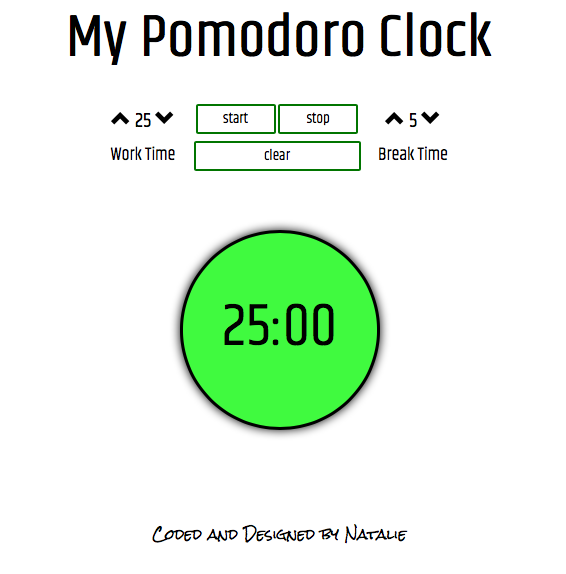 My Pomodoro Clock
25 start stop 5
Work Time clear Break Time
25:00
Coded and Designed by Natalie